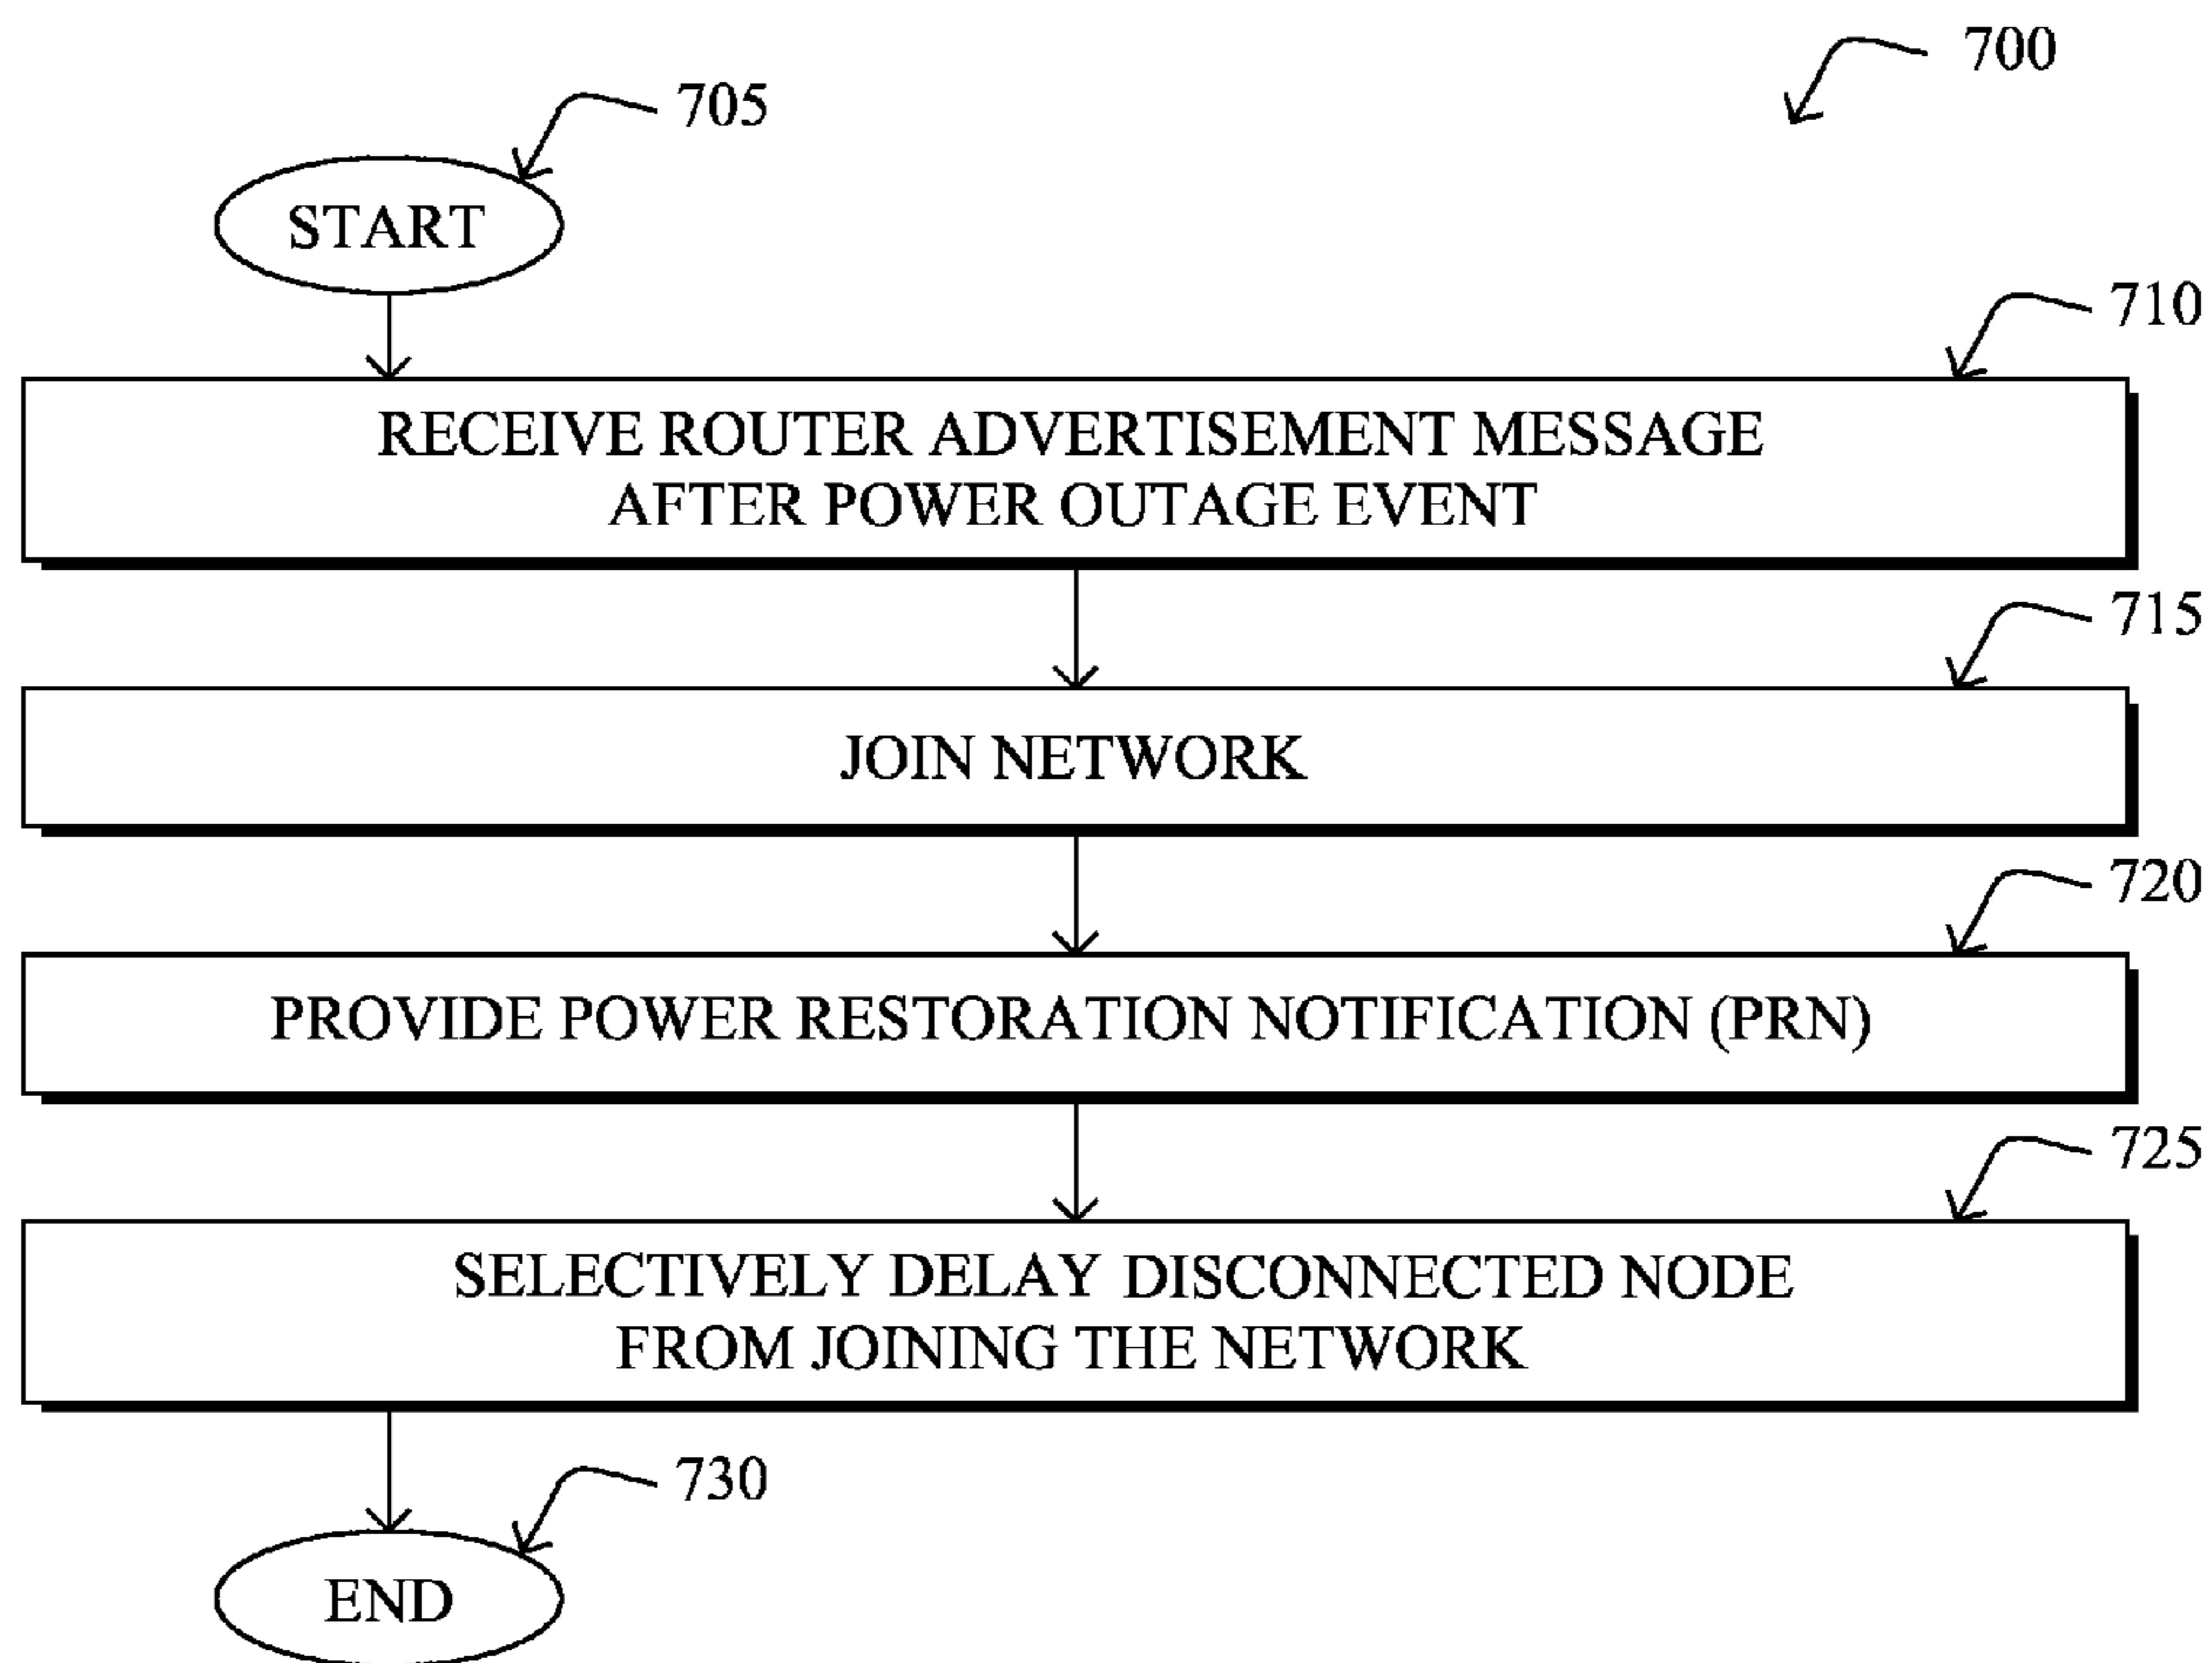 700
705
START
710
RECEIVE ROUTER ADVERTISEMENT MESSAGE
AFTER POWER OUTAGE EVENT
715
JOIN NETWORK
720
PROVIDE POWER RESTORATION NOTIFICATION (PRN)
725
SELECTIVELY DELAY DISCONNECTED NODE
FROM JOINING THE NETWORK
730
END